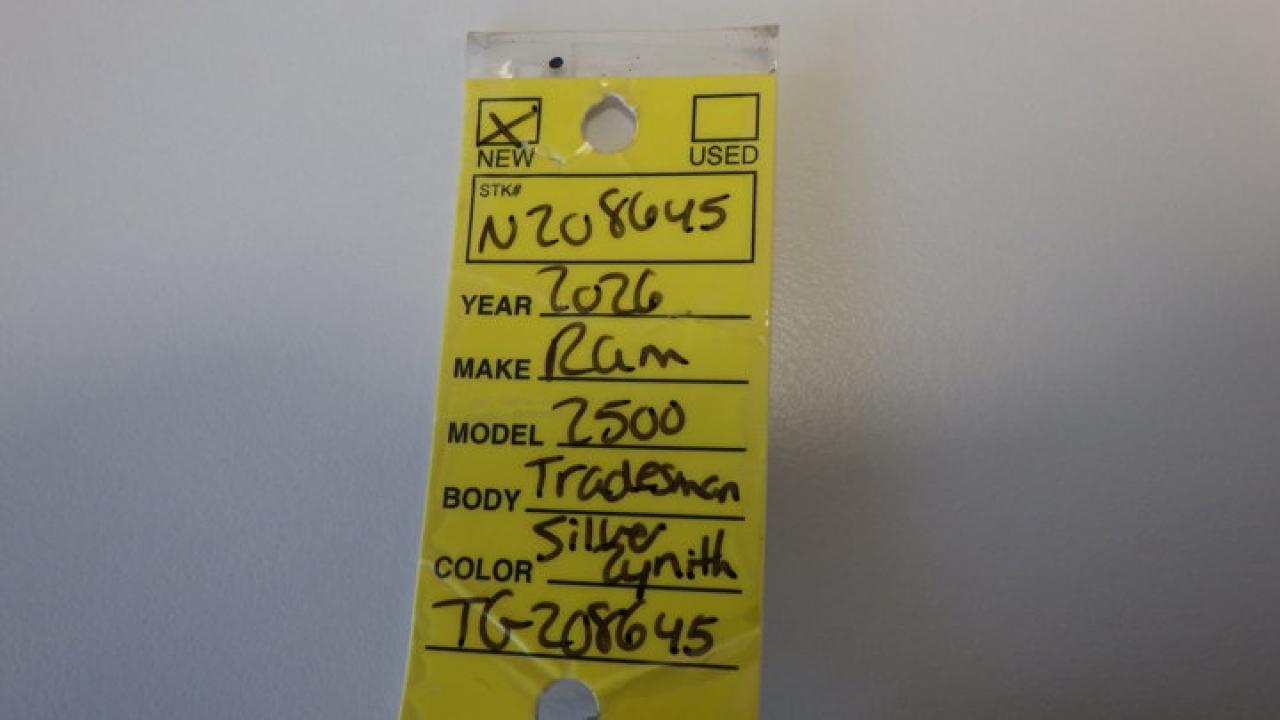 NEW USED
STK#
N208645
YEAR 2026
MAKE Ram
MODEL 2500
BODY Tradesman
Silver
COLOR Zynith
TG-208645